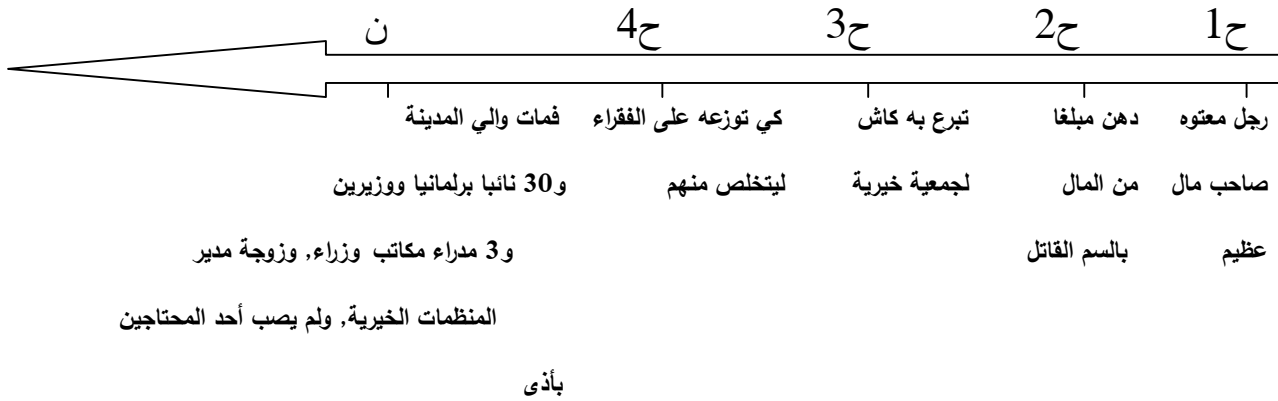 ح1 ح2 ح3 ح4 ن
رجل معتوه دهن مبلغا تبرع به كاش كي توزعه على الفقراء فمات والي المدينة
صاحب مال من المال لجمعية خيرية ليتخلص منهم و30 نائبا برلمانيا ووزيرين
عظيم بالسم القاتل و3 مدراء مكاتب وزراء, وزوجة مدير
المنظمات الخيرية, ولم يصب أحد المحتاجين
بأذى